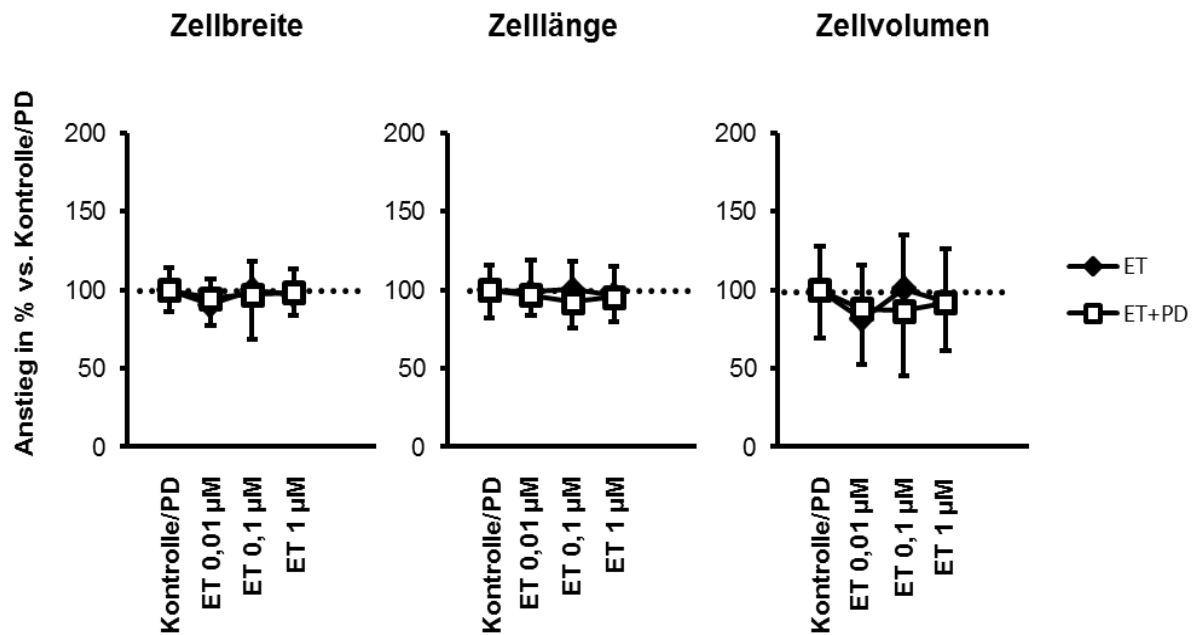 Zellbreite
Zelllänge
Zellvolumen
Anstieg in % vs. Kontrolle/PD
200
150
100
50
0
Kontrolle/PD
ET 0,01 µM
ET 0,1 µM
ET 1 µM
200
150
100
50
0
Kontrolle/PD
ET 0,01 µM
ET 0,1 µM
ET 1 µM
200
150
100
50
0
Kontrolle/PD
ET 0,01 µM
ET 0,1 µM
ET 1 µM
ET
ET+PD